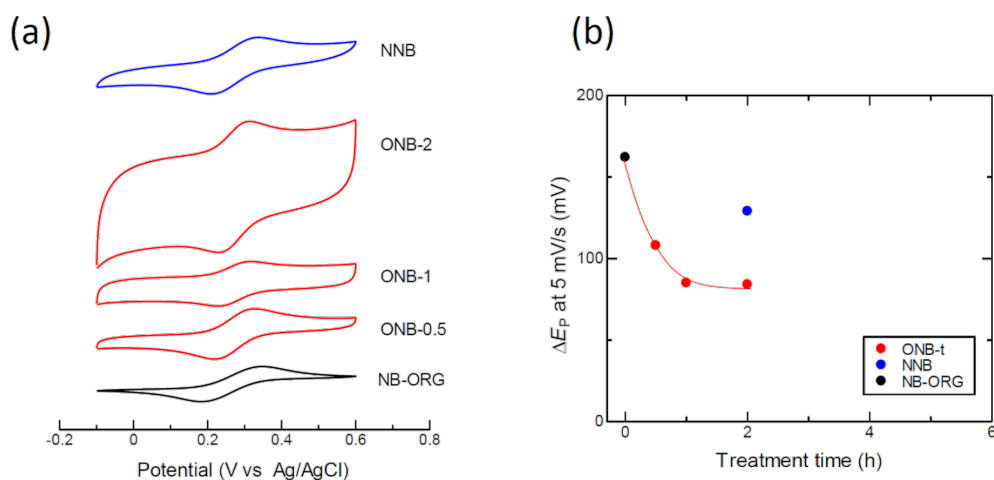 (a)
NNB
ONB-2
ONB-1
ONB-0.5
NB-ORG
-0.2 0 0.2 0.4 0.6 0.8
Potential (V vs Ag/AgCl)
(b)
200
100
0
ΔEP at 5 mV/s (mV)
ONB-t
NNB
NB-ORG
0 2 4 6
Treatment time (h)